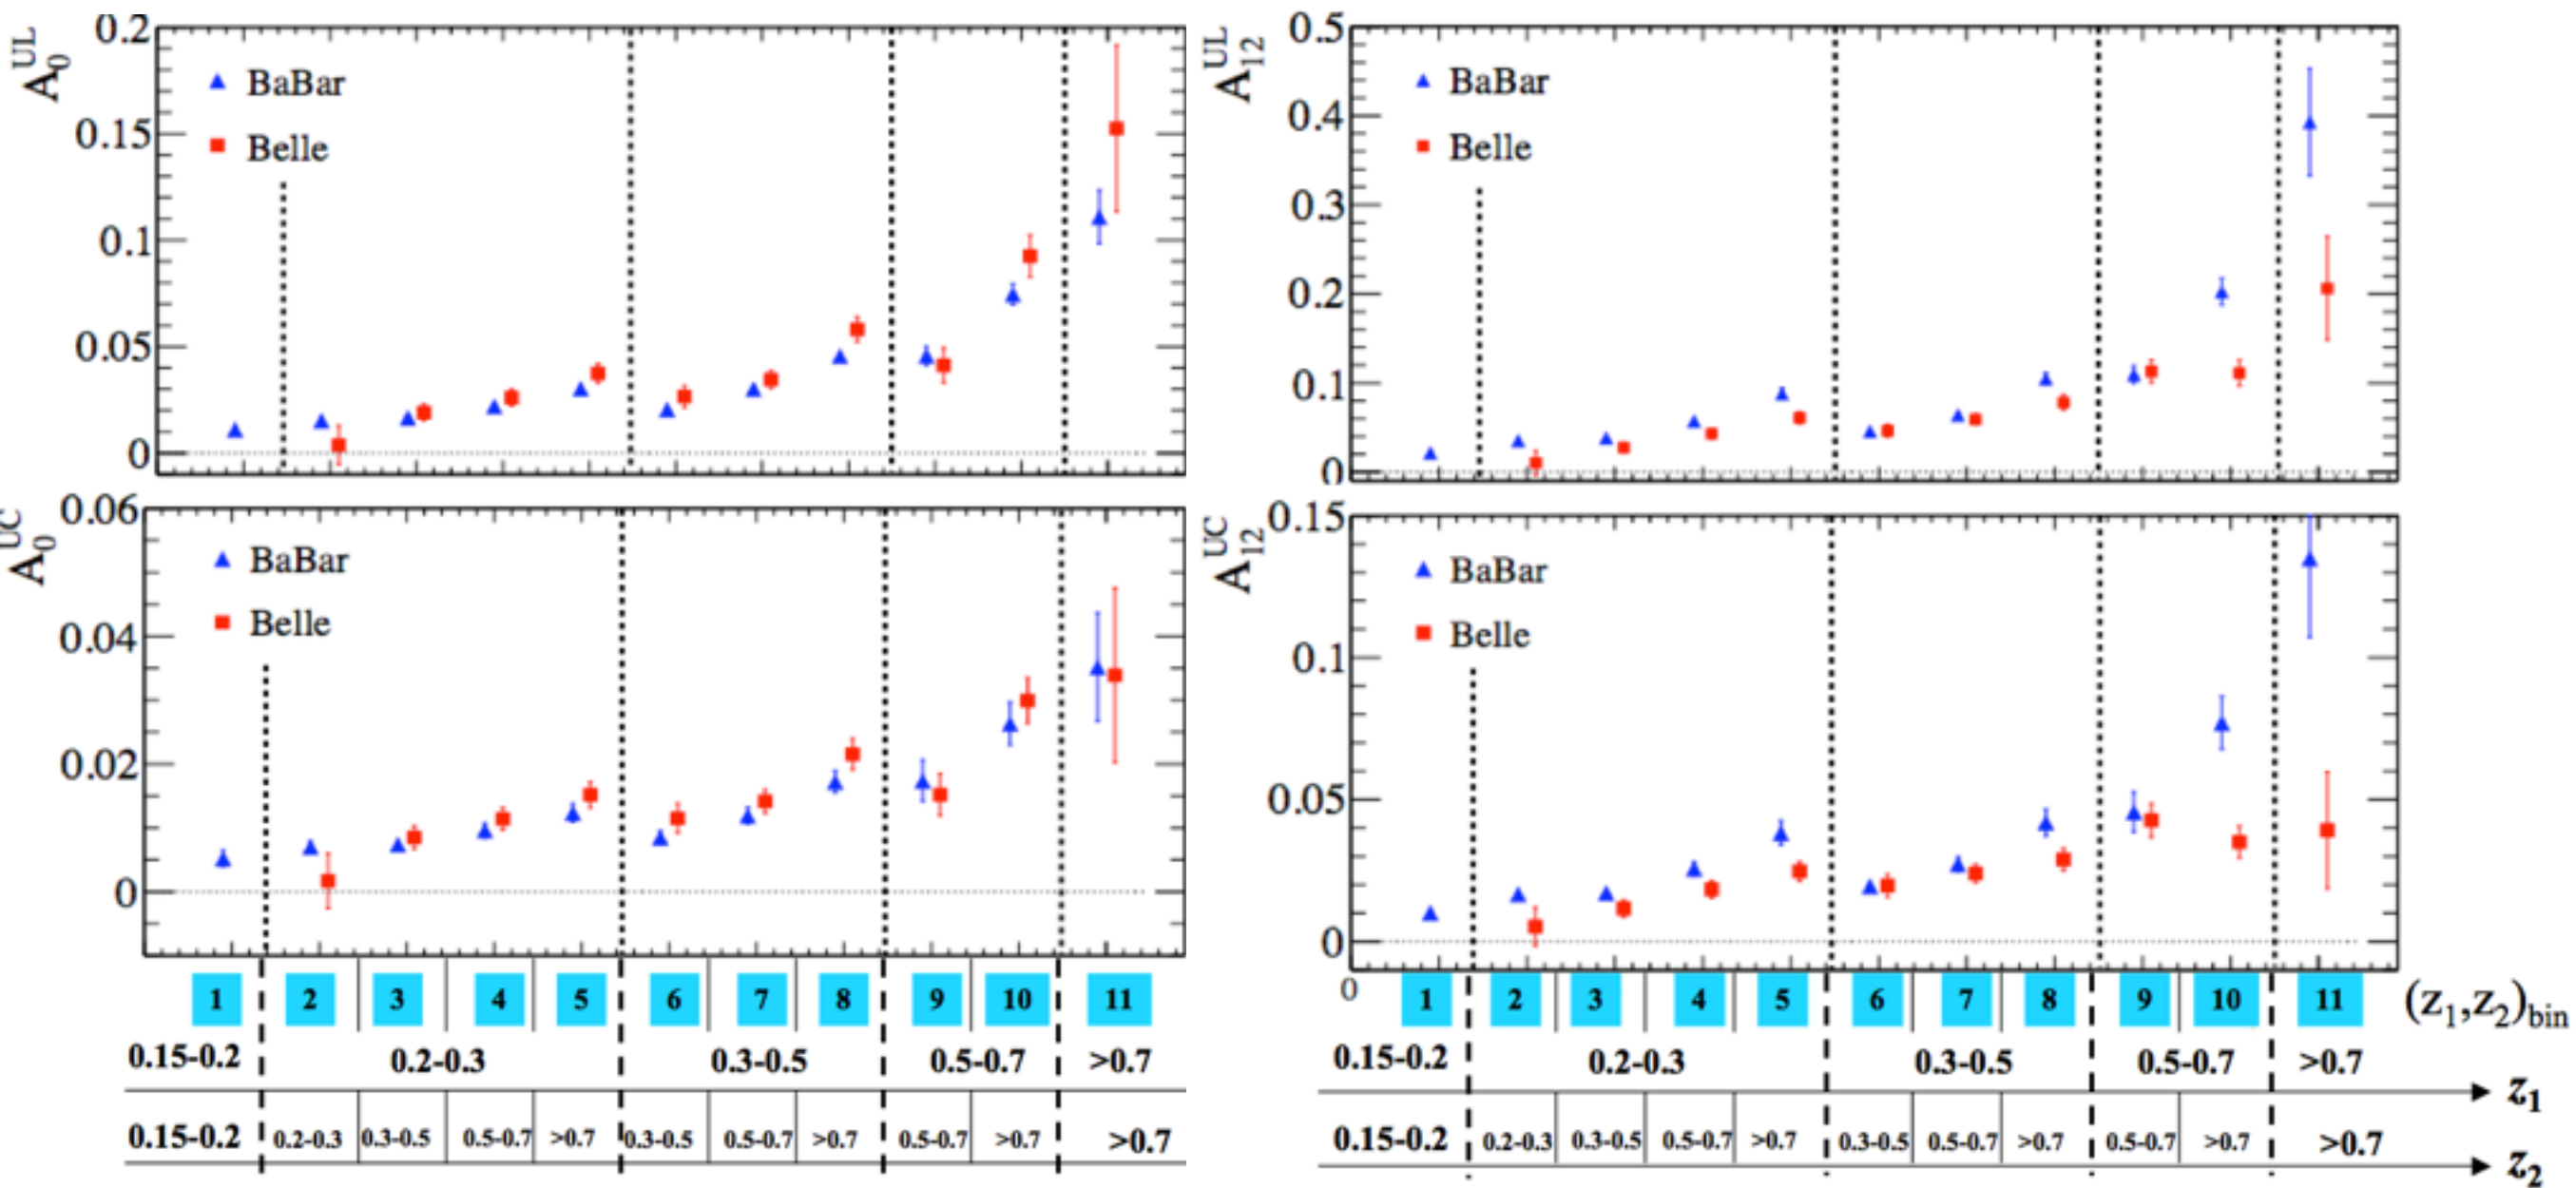 A₀ᵁᴸ
0.2
0.15
0.1
0.05
0
BaBar
Belle
A₁₂ᵁᴸ
0.5
0.4
0.3
0.2
0.1
0
BaBar
Belle
A₀ᵁC
0.06
0.04
0.02
0
BaBar
Belle
A₁₂ᵁC
0.15
0.1
0.05
0
BaBar
Belle
1 2 3 4 5 6 7 8 9 10 11
0.15-0.2 0.2-0.3 0.3-0.5 0.5-0.7 >0.7
0.15-0.2 0.2-0.3 0.3-0.5 0.5-0.7 >0.7 0.3-0.5 0.5-0.7 >0.7 0.5-0.7 >0.7 >0.7
0 1 2 3 4 5 6 7 8 9 10 11 (z₁,z₂)bin
0.15-0.2 0.2-0.3 0.3-0.5 0.5-0.7 >0.7 z₁
0.15-0.2 0.2-0.3 0.3-0.5 0.5-0.7 >0.7 0.3-0.5 0.5-0.7 >0.7 0.5-0.7 >0.7 >0.7 z₂